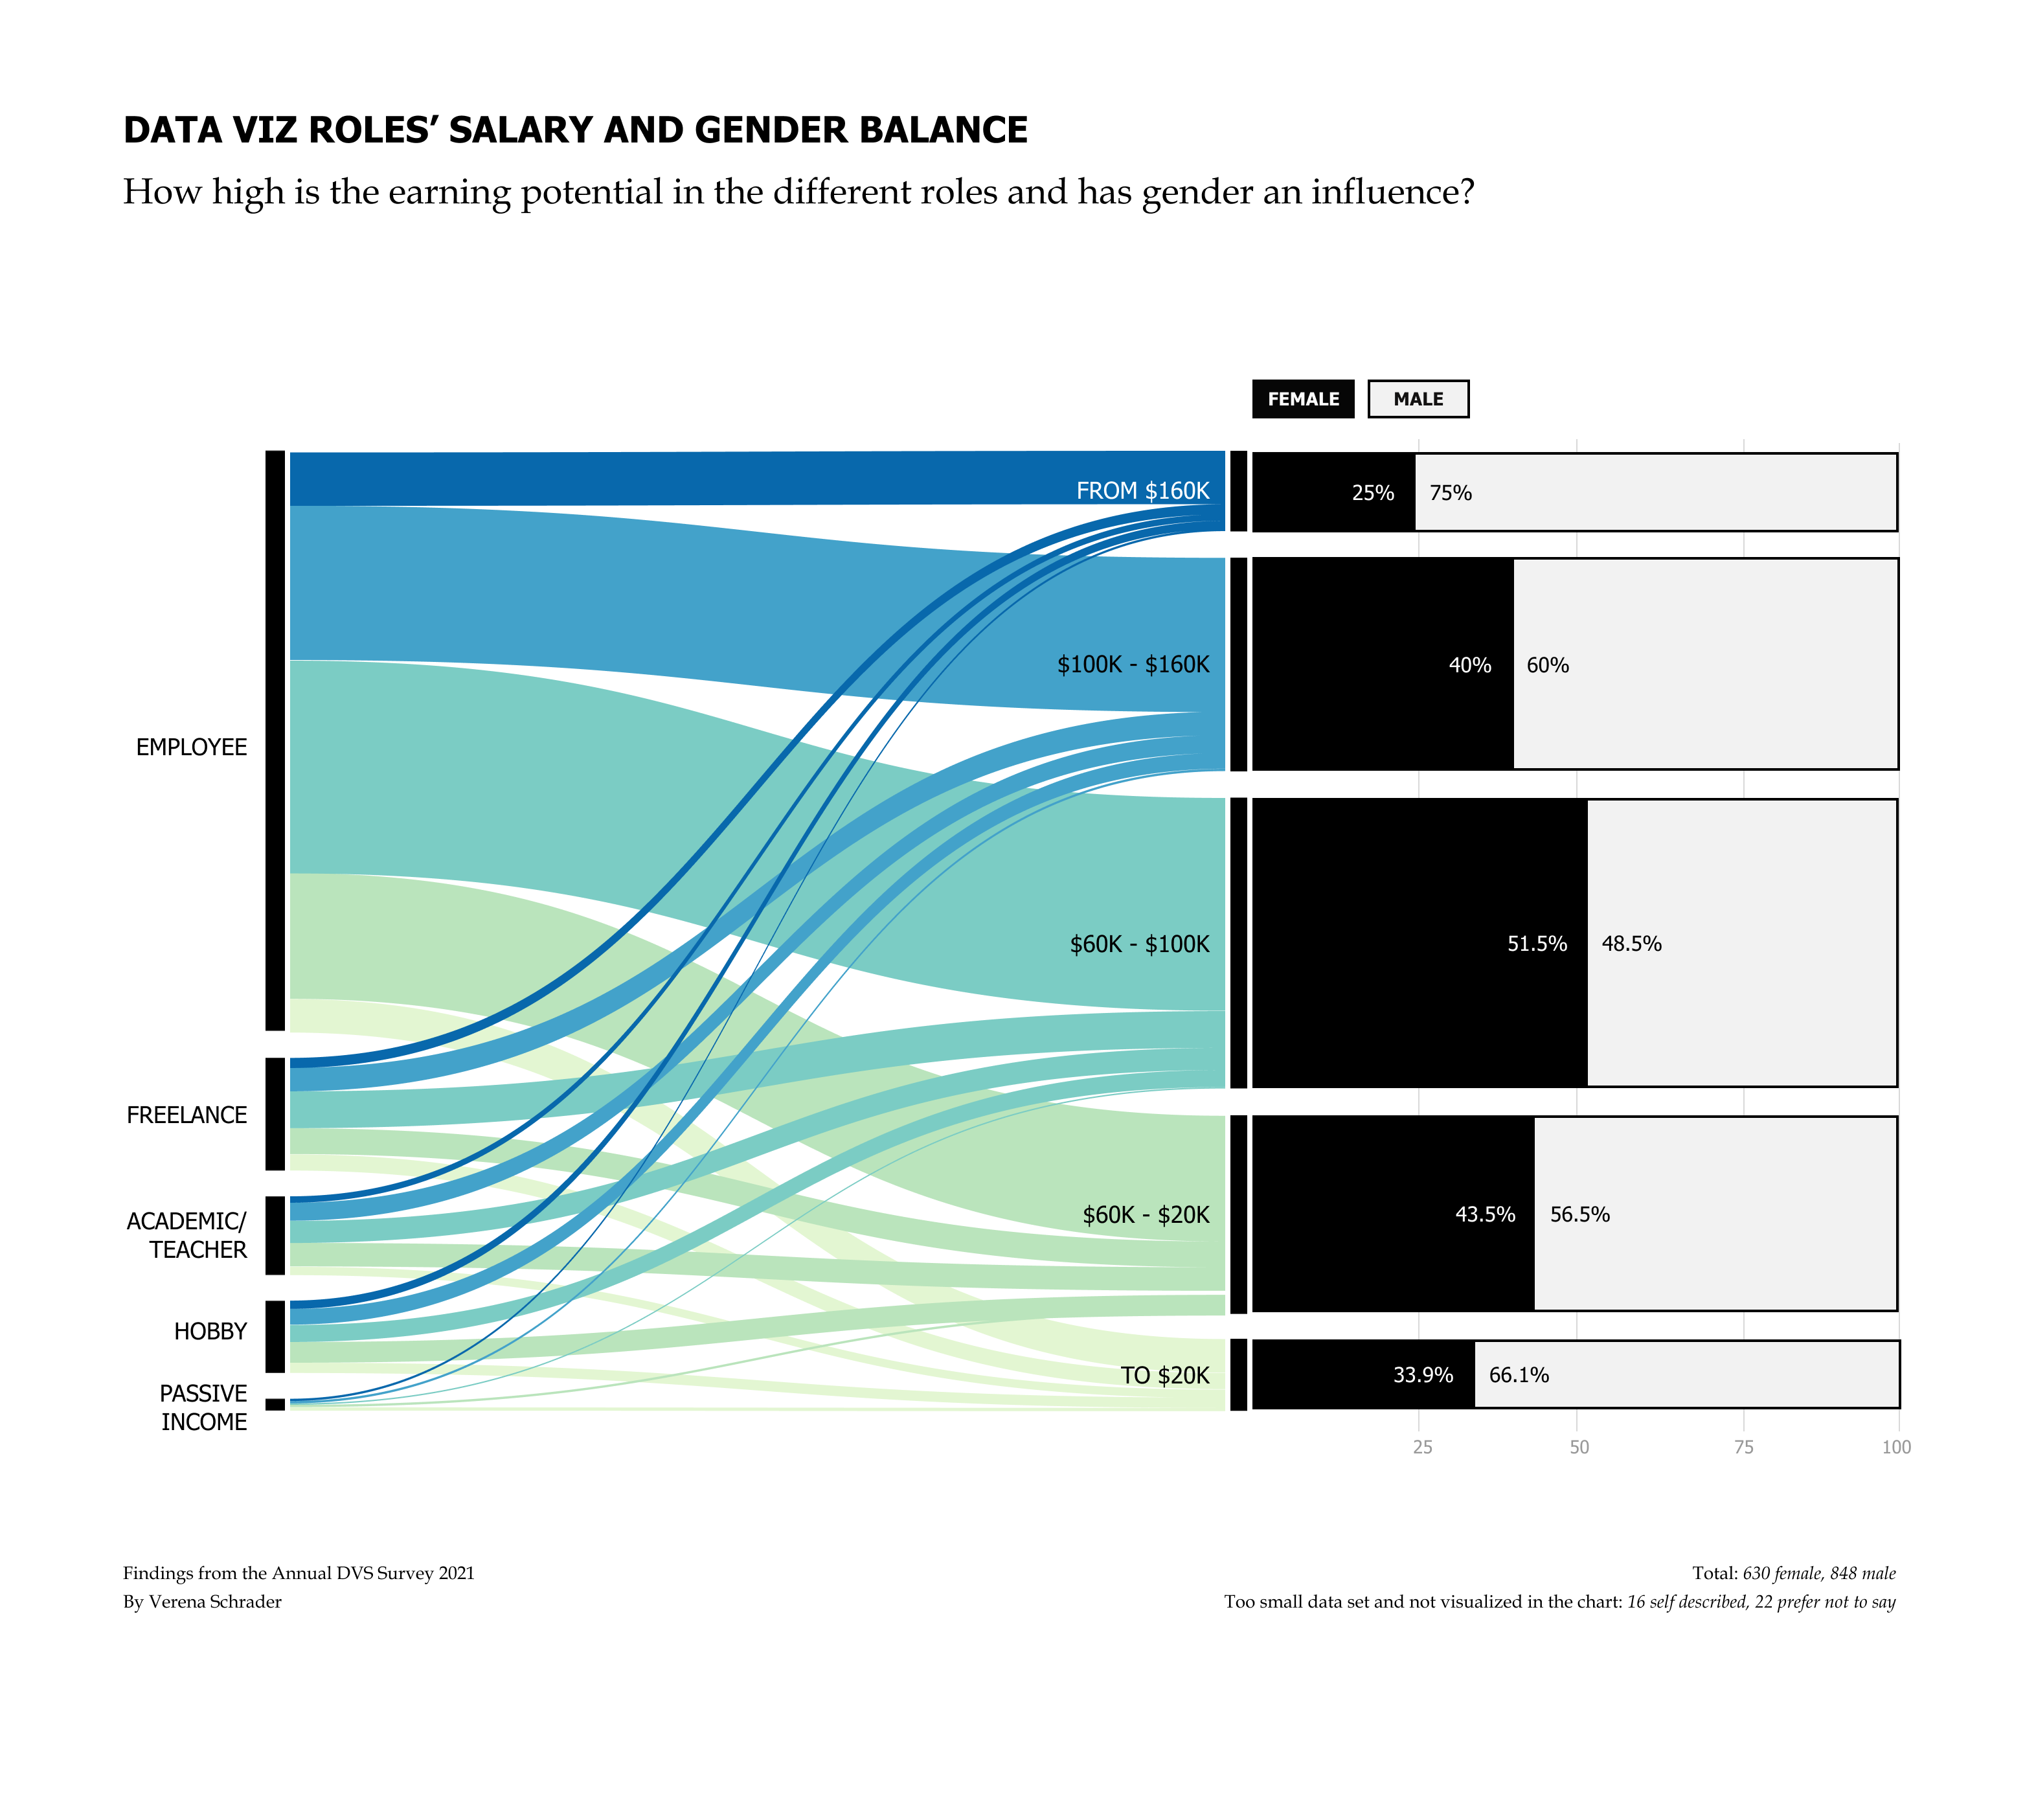 DATA VIZ ROLES’ SALARY AND GENDER BALANCE
How high is the earning potential in the different roles and has gender an influence?
FEMALE MALE
FROM $160K 25% 75%
$100K - $160K 40% 60%
EMPLOYEE
$60K - $100K 51.5% 48.5%
FREELANCE
$60K - $20K 43.5% 56.5%
ACADEMIC/
TEACHER
HOBBY
TO $20K 33.9% 66.1%
PASSIVE
INCOME
25 50 75 100
Findings from the Annual DVS Survey 2021
By Verena Schrader
Total: 630 female, 848 male
Too small data set and not visualized in the chart: 16 self described, 22 prefer not to say